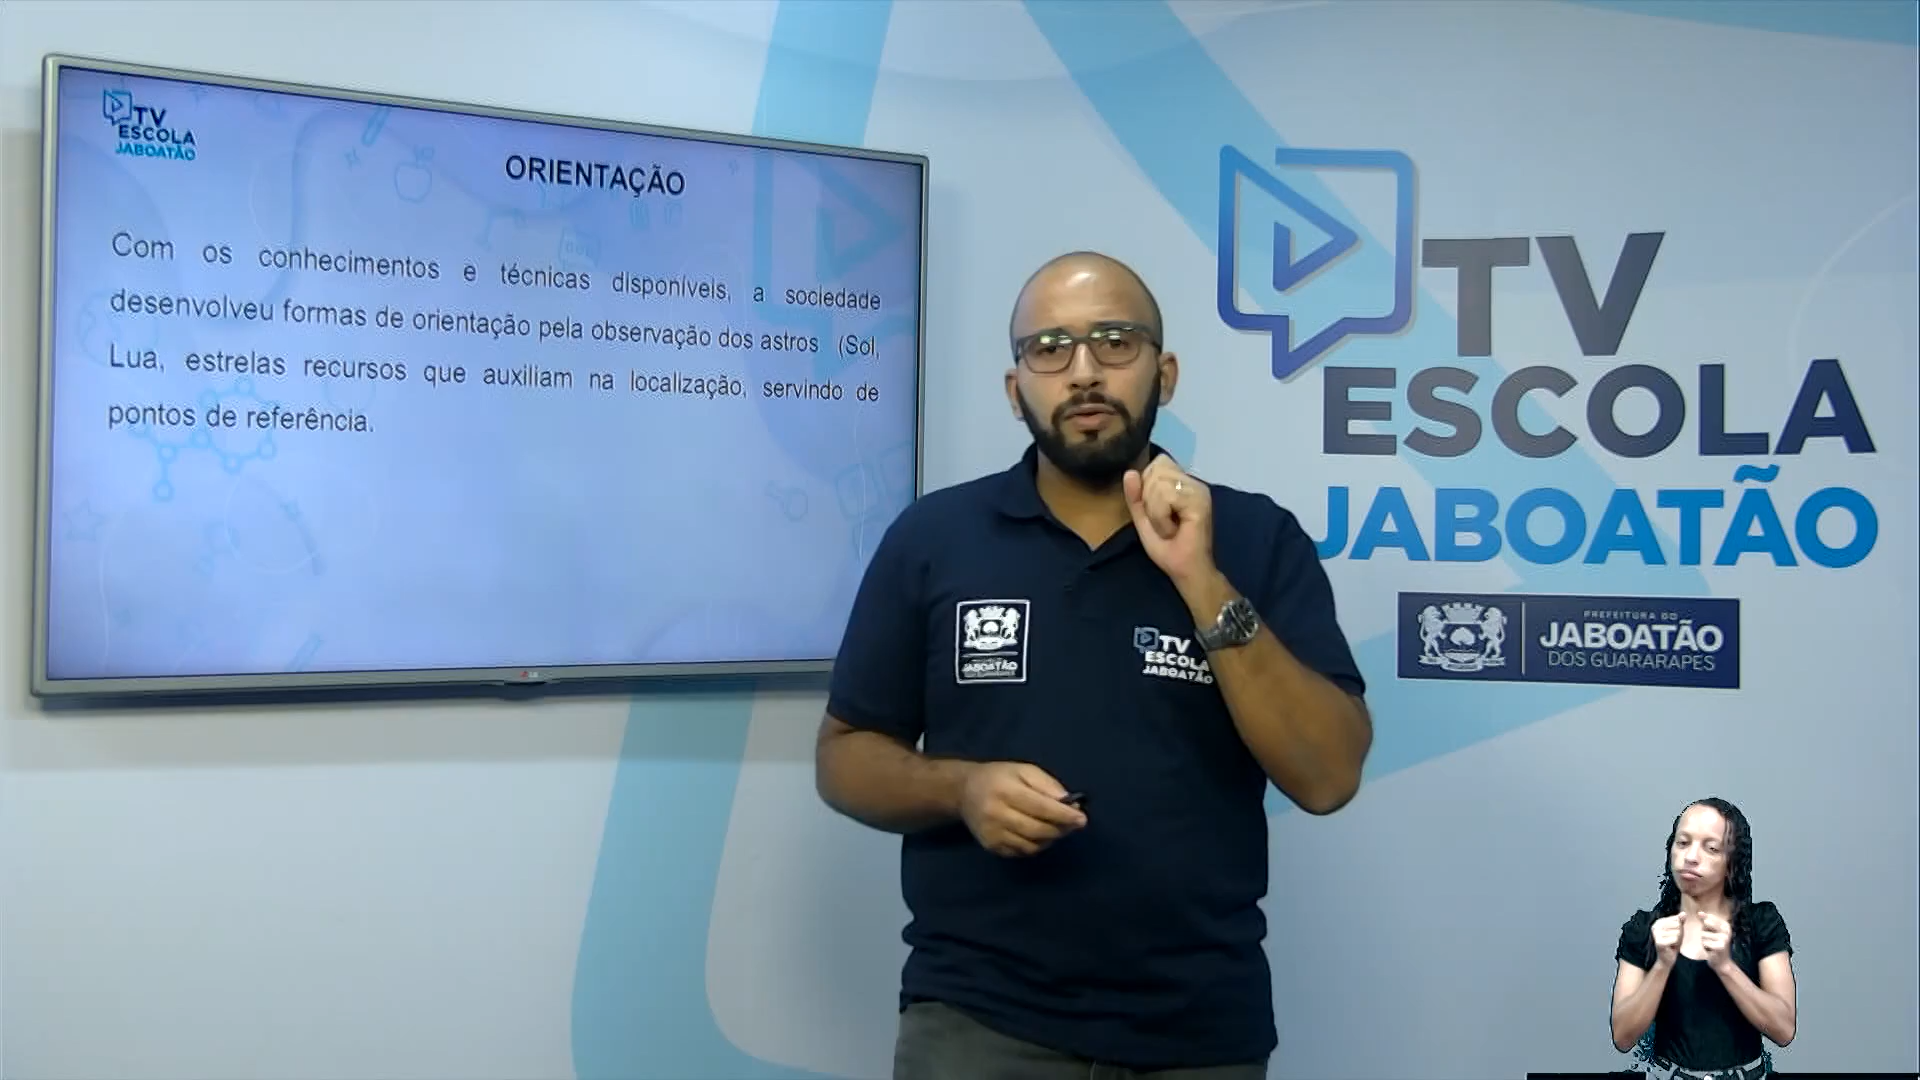 TV
ESCOLA
JABOATÃO
ORIENTAÇÃO
Com os conhecimentos e técnicas disponíveis, a sociedade
desenvolveu formas de orientação pela observação dos astros (Sol,
Lua, estrelas recursos que auxiliam na localização, servindo de
pontos de referência.
TV
ESCOLA
JABOATÃO
PREFEITURA DO
JABOATÃO
DOS GUARARAPES
JABOATÃO
TV
ESCOLA
JABOATÃO